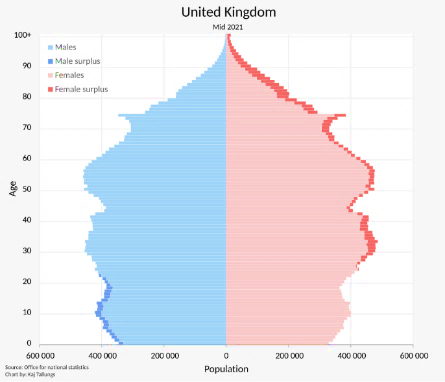 United Kingdom
Mid 2021
100+
90
80
70
60
50
40
30
20
10
0
Age
Males
Male surplus
Females
Female surplus
600 000 400 000 200 000 0 200 000 400 000 600 000
Population
Source: Office for national statistics
Chart by: Kaj Tallungs